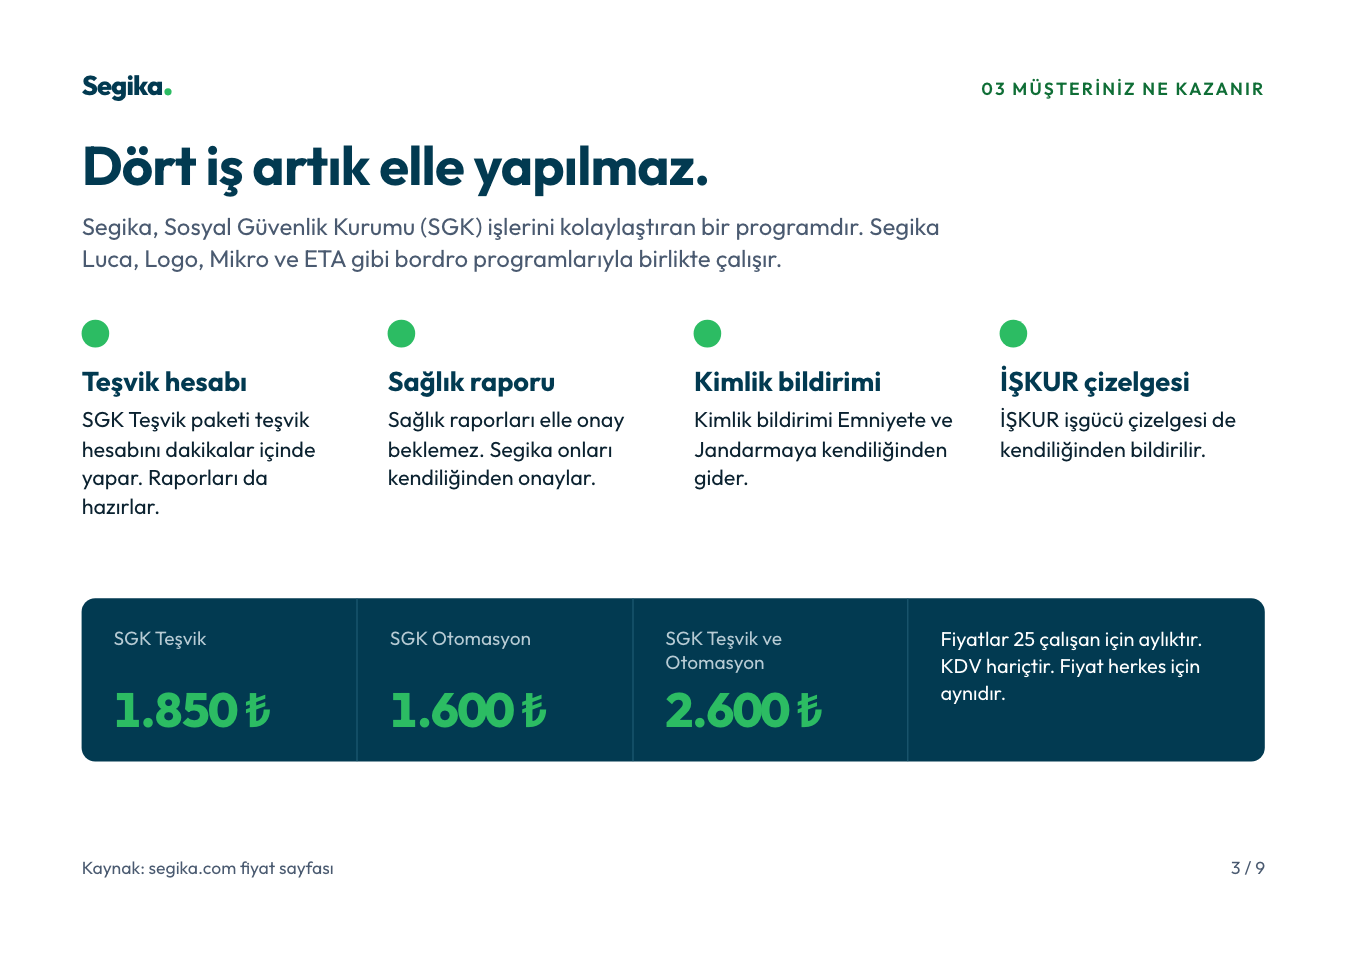 Segika.
03 MÜŞTERİNİZ NE KAZANIR
Dört iş artık elle yapılmaz.
Segika, Sosyal Güvenlik Kurumu (SGK) işlerini kolaylaştıran bir programdır. Segika
Luca, Logo, Mikro ve ETA gibi bordro programlarıyla birlikte çalışır.
Teşvik hesabı
SGK Teşvik paketi teşvik
hesabını dakikalar içinde
yapar. Raporları da
hazırlar.
Sağlık raporu
Sağlık raporları elle onay
beklemez. Segika onları
kendiliğinden onaylar.
Kimlik bildirimi
Kimlik bildirimi Emniyete ve
Jandarmaya kendiliğinden
gider.
İŞKUR çizelgesi
İŞKUR işgücü çizelgesi de
kendiliğinden bildirilir.
SGK Teşvik
1.850 ₺
SGK Otomasyon
1.600 ₺
SGK Teşvik ve
Otomasyon
2.600 ₺
Fiyatlar 25 çalışan için aylıktır.
KDV hariçtir. Fiyat herkes için
aynıdır.
Kaynak: segika.com fiyat sayfası
3 / 9